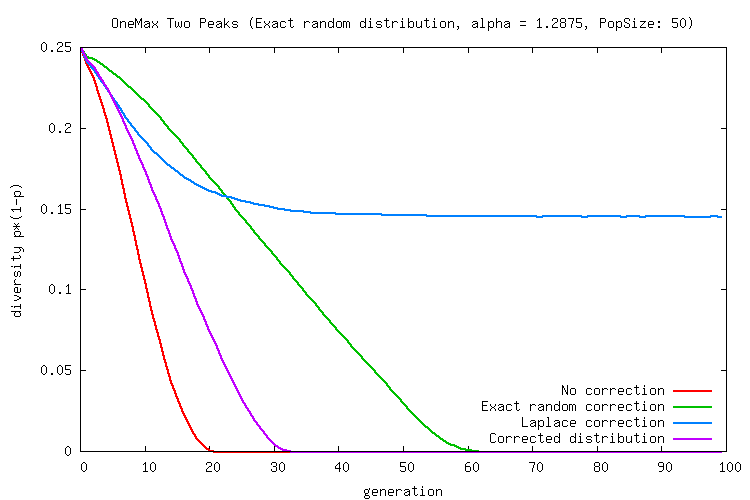 OneMax Two Peaks (Exact random distribution, alpha = 1.2875, PopSize: 50)
0.25
0.2
0.15
0.1
0.05
0
diversity p*(1-p)
No correction
Exact random correction
Laplace correction
Corrected distribution
0 10 20 30 40 50 60 70 80 90 100
generation